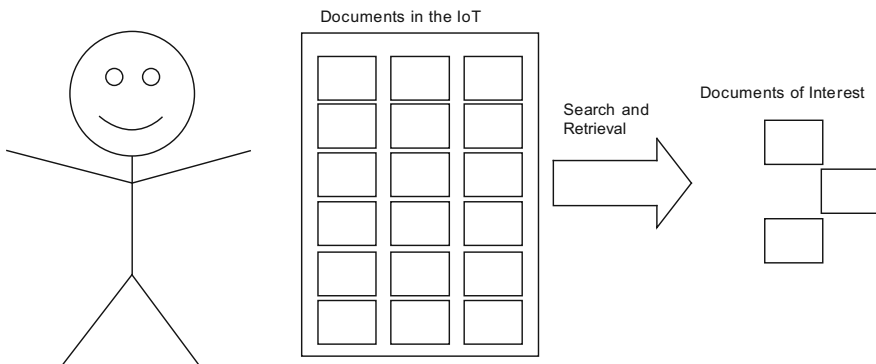 Documents in the IoT
Search and
Retrieval
Documents of Interest